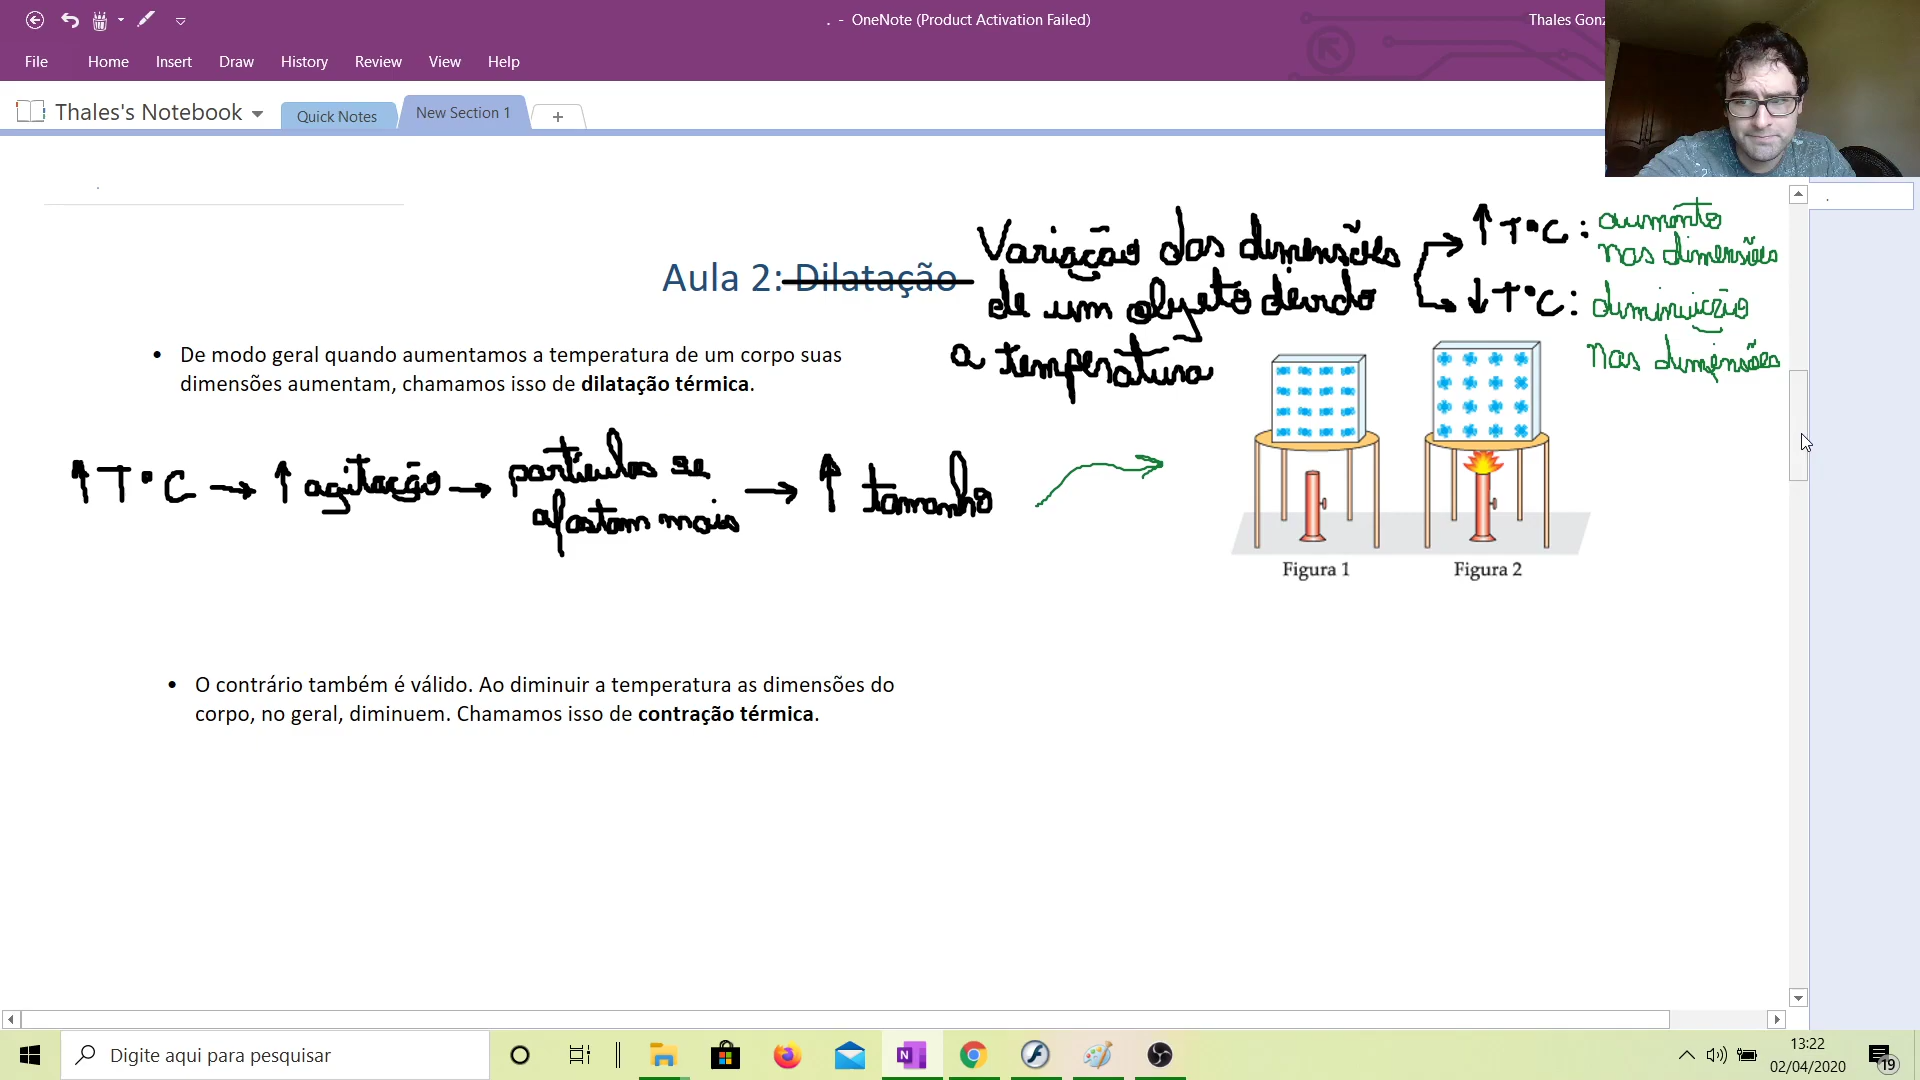 . - OneNote (Product Activation Failed)
Thales Gonz
File Home Insert Draw History Review View Help
Thales's Notebook
Quick Notes
New Section 1
+
Aula 2: Dilatação
Variação das dimensões
de um objeto devido
a temperatura
↑ T°C :
aumento
nas dimensões
↓ T°C :
diminuição
nas dimensões
• De modo geral quando aumentamos a temperatura de um corpo suas
dimensões aumentam, chamamos isso de dilatação térmica.
↑ T°C → ↑ agitação → partículas se
afastam mais → ↑ tamanho
Figura 1 Figura 2
• O contrário também é válido. Ao diminuir a temperatura as dimensões do
corpo, no geral, diminuem. Chamamos isso de contração térmica.
Digite aqui para pesquisar
13:22
02/04/2020
19